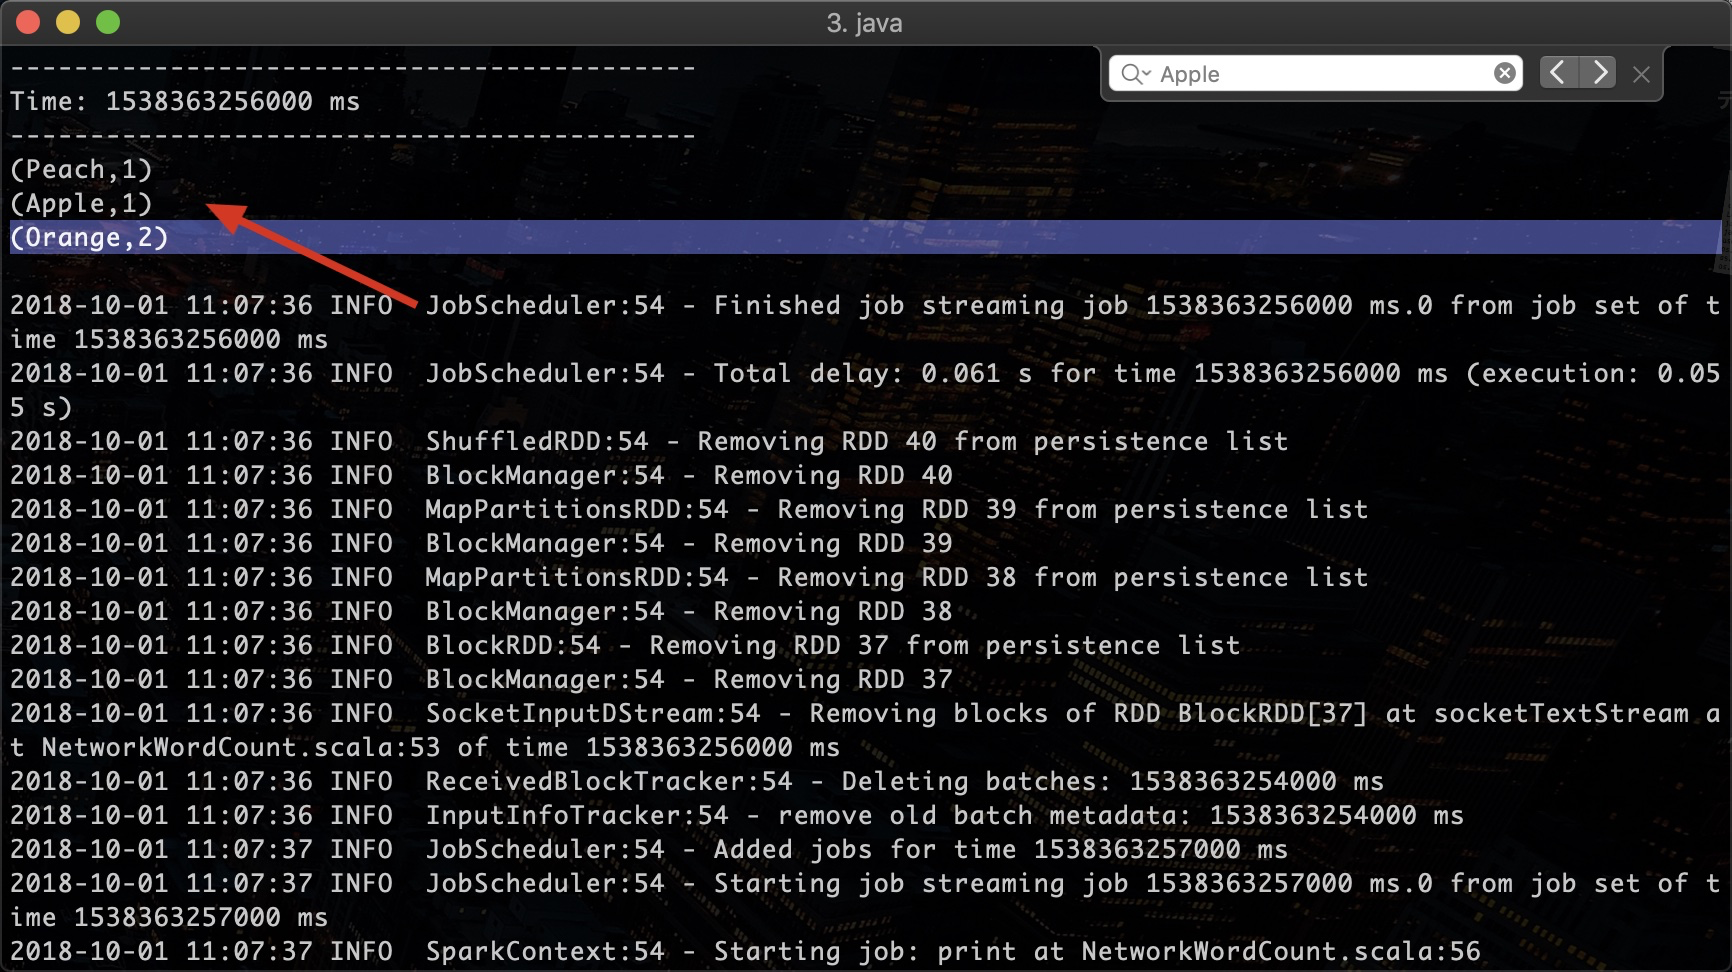 3. java
Apple
-------------------------------------------
Time: 1538363256000 ms
-------------------------------------------
(Peach,1)
(Apple,1)
(Orange,2)
2018-10-01 11:07:36 INFO  JobScheduler:54 - Finished job streaming job 1538363256000 ms.0 from job set of t
ime 1538363256000 ms
2018-10-01 11:07:36 INFO  JobScheduler:54 - Total delay: 0.061 s for time 1538363256000 ms (execution: 0.05
5 s)
2018-10-01 11:07:36 INFO  ShuffledRDD:54 - Removing RDD 40 from persistence list
2018-10-01 11:07:36 INFO  BlockManager:54 - Removing RDD 40
2018-10-01 11:07:36 INFO  MapPartitionsRDD:54 - Removing RDD 39 from persistence list
2018-10-01 11:07:36 INFO  BlockManager:54 - Removing RDD 39
2018-10-01 11:07:36 INFO  MapPartitionsRDD:54 - Removing RDD 38 from persistence list
2018-10-01 11:07:36 INFO  BlockManager:54 - Removing RDD 38
2018-10-01 11:07:36 INFO  BlockRDD:54 - Removing RDD 37 from persistence list
2018-10-01 11:07:36 INFO  BlockManager:54 - Removing RDD 37
2018-10-01 11:07:36 INFO  SocketInputDStream:54 - Removing blocks of RDD BlockRDD[37] at socketTextStream a
t NetworkWordCount.scala:53 of time 1538363256000 ms
2018-10-01 11:07:36 INFO  ReceivedBlockTracker:54 - Deleting batches: 1538363254000 ms
2018-10-01 11:07:36 INFO  InputInfoTracker:54 - remove old batch metadata: 1538363254000 ms
2018-10-01 11:07:37 INFO  JobScheduler:54 - Added jobs for time 1538363257000 ms
2018-10-01 11:07:37 INFO  JobScheduler:54 - Starting job streaming job 1538363257000 ms.0 from job set of t
ime 1538363257000 ms
2018-10-01 11:07:37 INFO  SparkContext:54 - Starting job: print at NetworkWordCount.scala:56